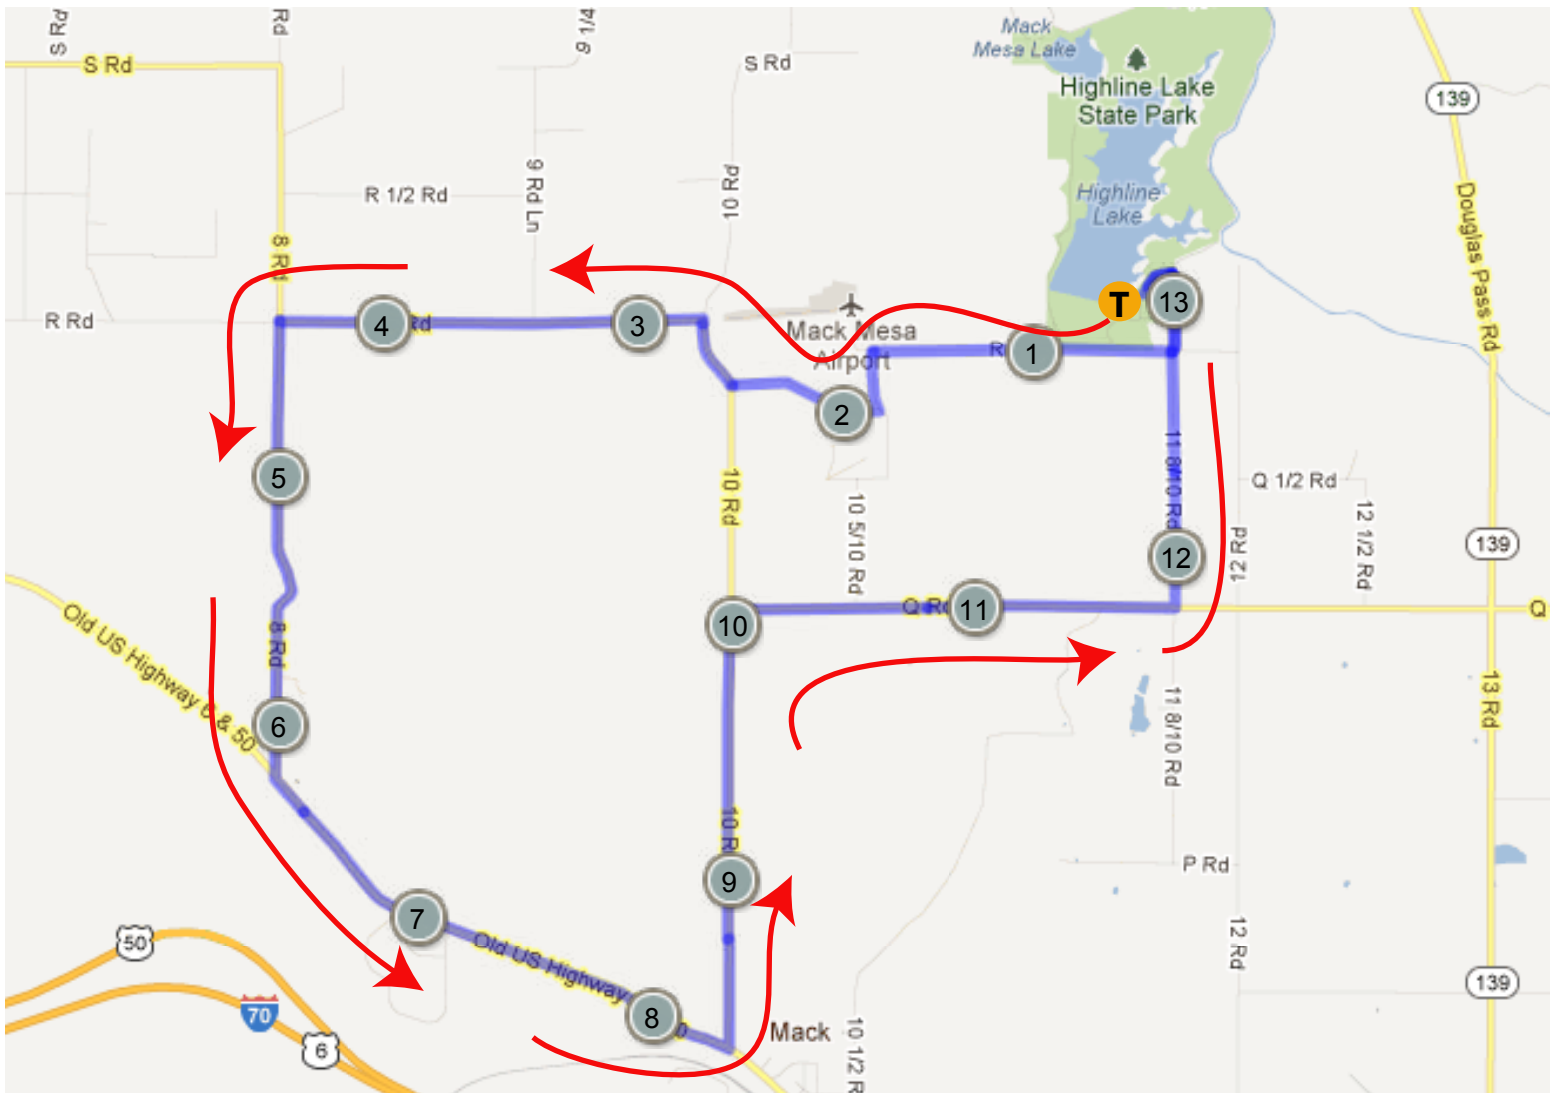 S Rd
Rd
9 1/4
S Rd
S Rd
Mack
Mesa Lake
Highline Lake
State Park
139
R 1/2 Rd
9 Rd Ln
10 Rd
Highline
Lake
Douglas Pass Rd
8 Rd
T
13
R Rd
4
Rd
3
Mack Mesa
Airport
R
1
2
5
10 Rd
10 5/10 Rd
11 8/10 Rd
Q 1/2 Rd
12 1/2 Rd
12 Rd
139
12
Old US Highway 6 & 50
8 Rd
10
Q Rd
11
Q
6
11 8/10 Rd
13 Rd
10 R
9
P Rd
7
Old US Highway
50
12 Rd
139
70
8
0
Mack
6
10 1/2 R